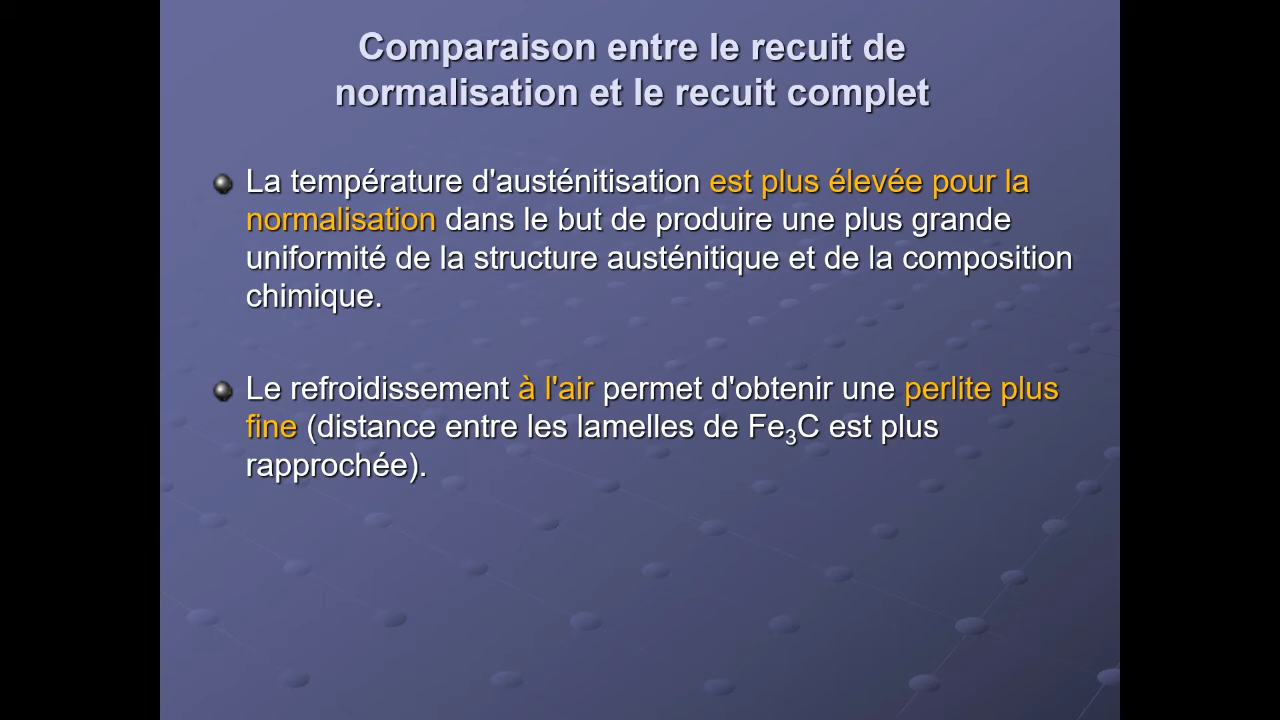 Comparaison entre le recuit de
normalisation et le recuit complet
La température d'austénitisation est plus élevée pour la
normalisation dans le but de produire une plus grande
uniformité de la structure austénitique et de la composition
chimique.
Le refroidissement à l'air permet d'obtenir une perlite plus
fine (distance entre les lamelles de Fe₃C est plus
rapprochée).